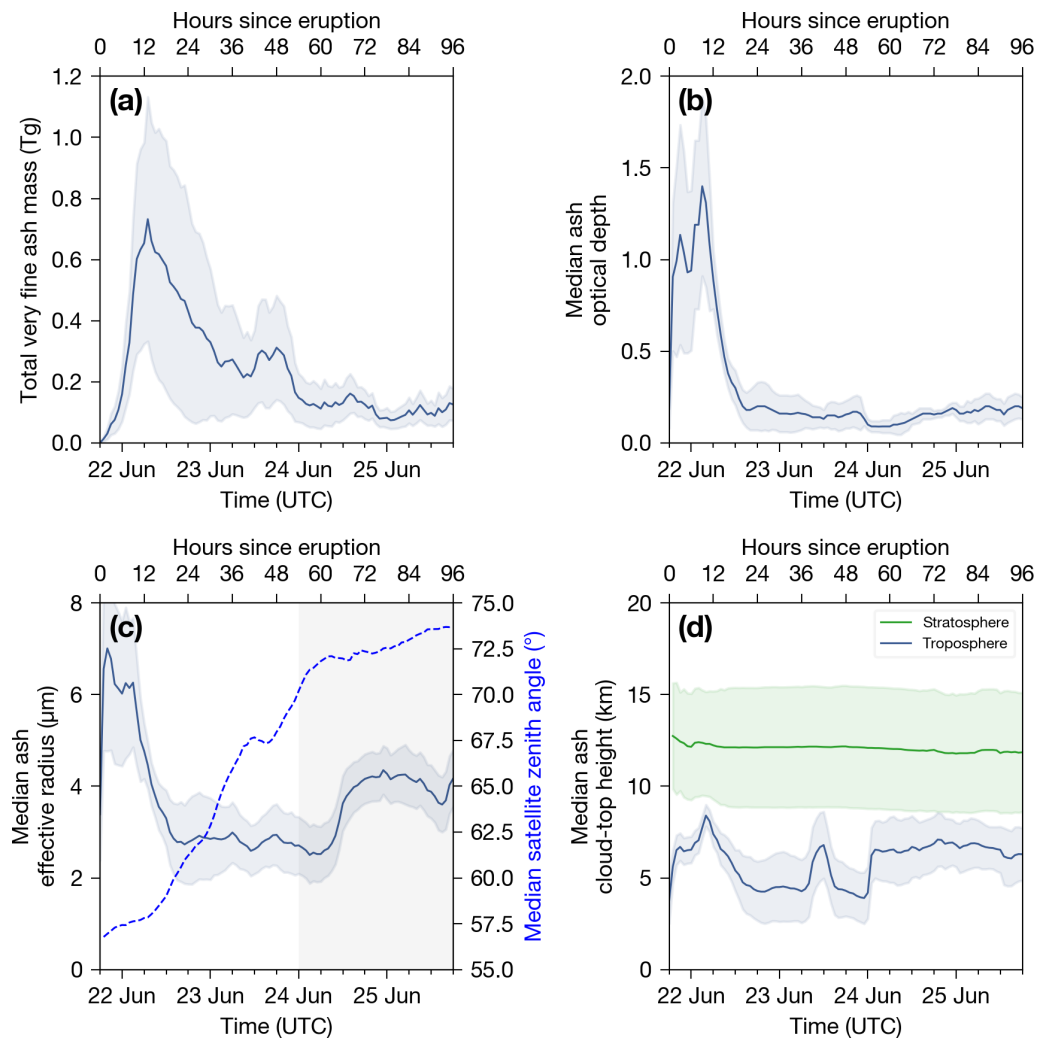 Hours since eruption
0 12 24 36 48 60 72 84 96
(a)
Total very fine ash mass (Tg)
1.2
1.0
0.8
0.6
0.4
0.2
0.0
22 Jun 23 Jun 24 Jun 25 Jun
Time (UTC)
Hours since eruption
0 12 24 36 48 60 72 84 96
(b)
Median ash
optical depth
2.0
1.5
1.0
0.5
0.0
22 Jun 23 Jun 24 Jun 25 Jun
Time (UTC)
Hours since eruption
0 12 24 36 48 60 72 84 96
(c)
Median ash
effective radius (μm)
8
6
4
2
0
75.0
72.5
70.0
67.5
65.0
62.5
60.0
57.5
55.0
Median satellite zenith angle (°)
22 Jun 23 Jun 24 Jun 25 Jun
Time (UTC)
Hours since eruption
0 12 24 36 48 60 72 84 96
(d)
Stratosphere
Troposphere
Median ash
cloud-top height (km)
20
15
10
5
0
22 Jun 23 Jun 24 Jun 25 Jun
Time (UTC)